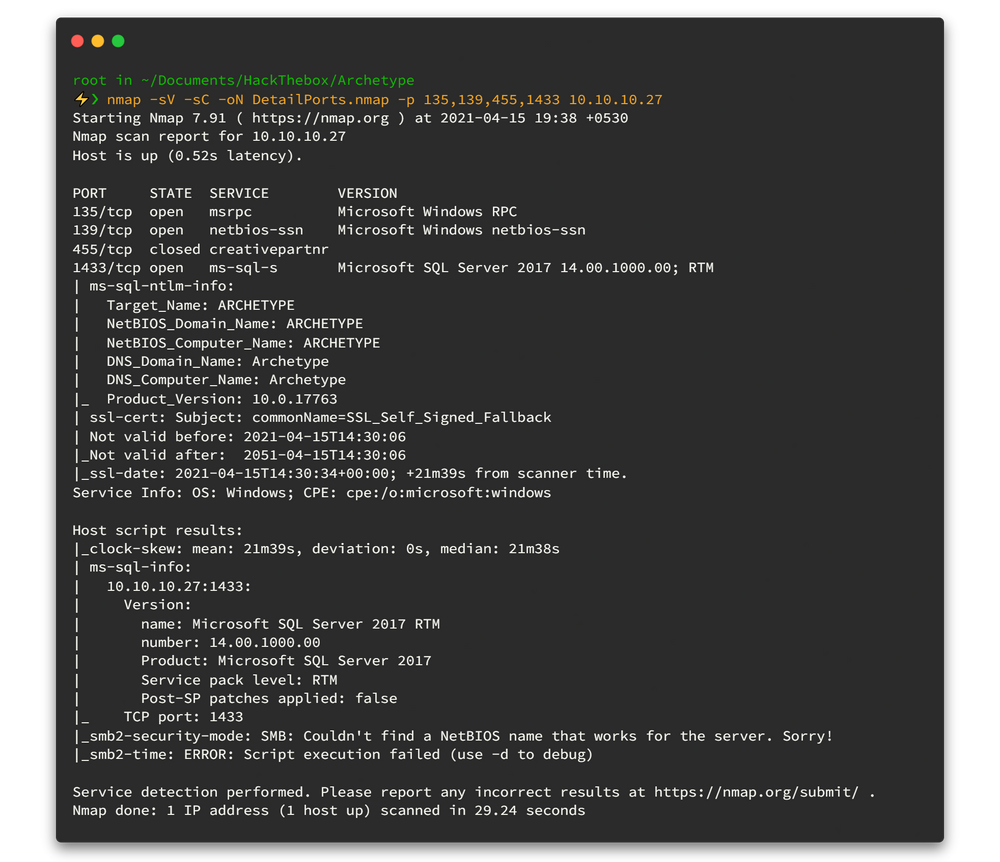 root in ~/Documents/HackThebox/Archetype
⚡❯ nmap -sV -sC -oN DetailPorts.nmap -p 135,139,455,1433 10.10.10.27
Starting Nmap 7.91 ( https://nmap.org ) at 2021-04-15 19:38 +0530
Nmap scan report for 10.10.10.27
Host is up (0.52s latency).
PORT     STATE  SERVICE        VERSION
135/tcp  open   msrpc          Microsoft Windows RPC
139/tcp  open   netbios-ssn    Microsoft Windows netbios-ssn
455/tcp  closed creativepartnr
1433/tcp open   ms-sql-s       Microsoft SQL Server 2017 14.00.1000.00; RTM
| ms-sql-ntlm-info:
|   Target_Name: ARCHETYPE
|   NetBIOS_Domain_Name: ARCHETYPE
|   NetBIOS_Computer_Name: ARCHETYPE
|   DNS_Domain_Name: Archetype
|   DNS_Computer_Name: Archetype
|_  Product_Version: 10.0.17763
| ssl-cert: Subject: commonName=SSL_Self_Signed_Fallback
| Not valid before: 2021-04-15T14:30:06
|_Not valid after:  2051-04-15T14:30:06
|_ssl-date: 2021-04-15T14:30:34+00:00; +21m39s from scanner time.
Service Info: OS: Windows; CPE: cpe:/o:microsoft:windows
Host script results:
|_clock-skew: mean: 21m39s, deviation: 0s, median: 21m38s
| ms-sql-info:
|   10.10.10.27:1433:
|     Version:
|       name: Microsoft SQL Server 2017 RTM
|       number: 14.00.1000.00
|       Product: Microsoft SQL Server 2017
|       Service pack level: RTM
|       Post-SP patches applied: false
|_    TCP port: 1433
|_smb2-security-mode: SMB: Couldn't find a NetBIOS name that works for the server. Sorry!
|_smb2-time: ERROR: Script execution failed (use -d to debug)
Service detection performed. Please report any incorrect results at https://nmap.org/submit/ .
Nmap done: 1 IP address (1 host up) scanned in 29.24 seconds